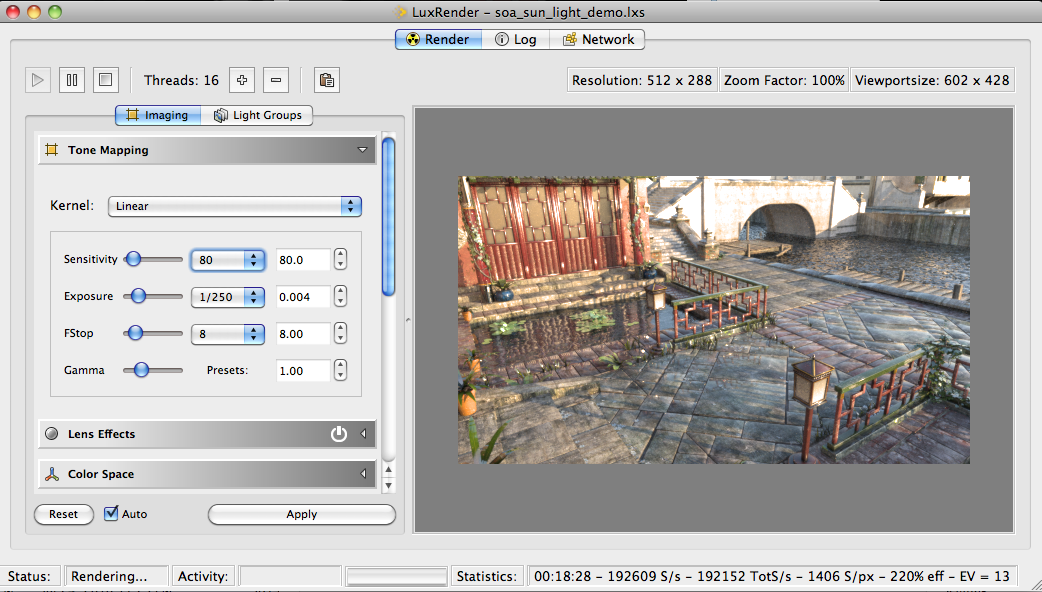 LuxRender - soa_sun_light_demo.lxs
Render Log Network
Threads: 16 Resolution: 512 x 288 Zoom Factor: 100% Viewportsize: 602 x 428
Imaging Light Groups
Tone Mapping
Kernel: Linear
Sensitivity 80 80.0
Exposure 1/250 0.004
FStop 8 8.00
Gamma Presets: 1.00
Lens Effects
Color Space
Reset Auto Apply
Status: Rendering... Activity: Statistics: 00:18:28 - 192609 S/s - 192152 TotS/s - 1406 S/px - 220% eff - EV = 13